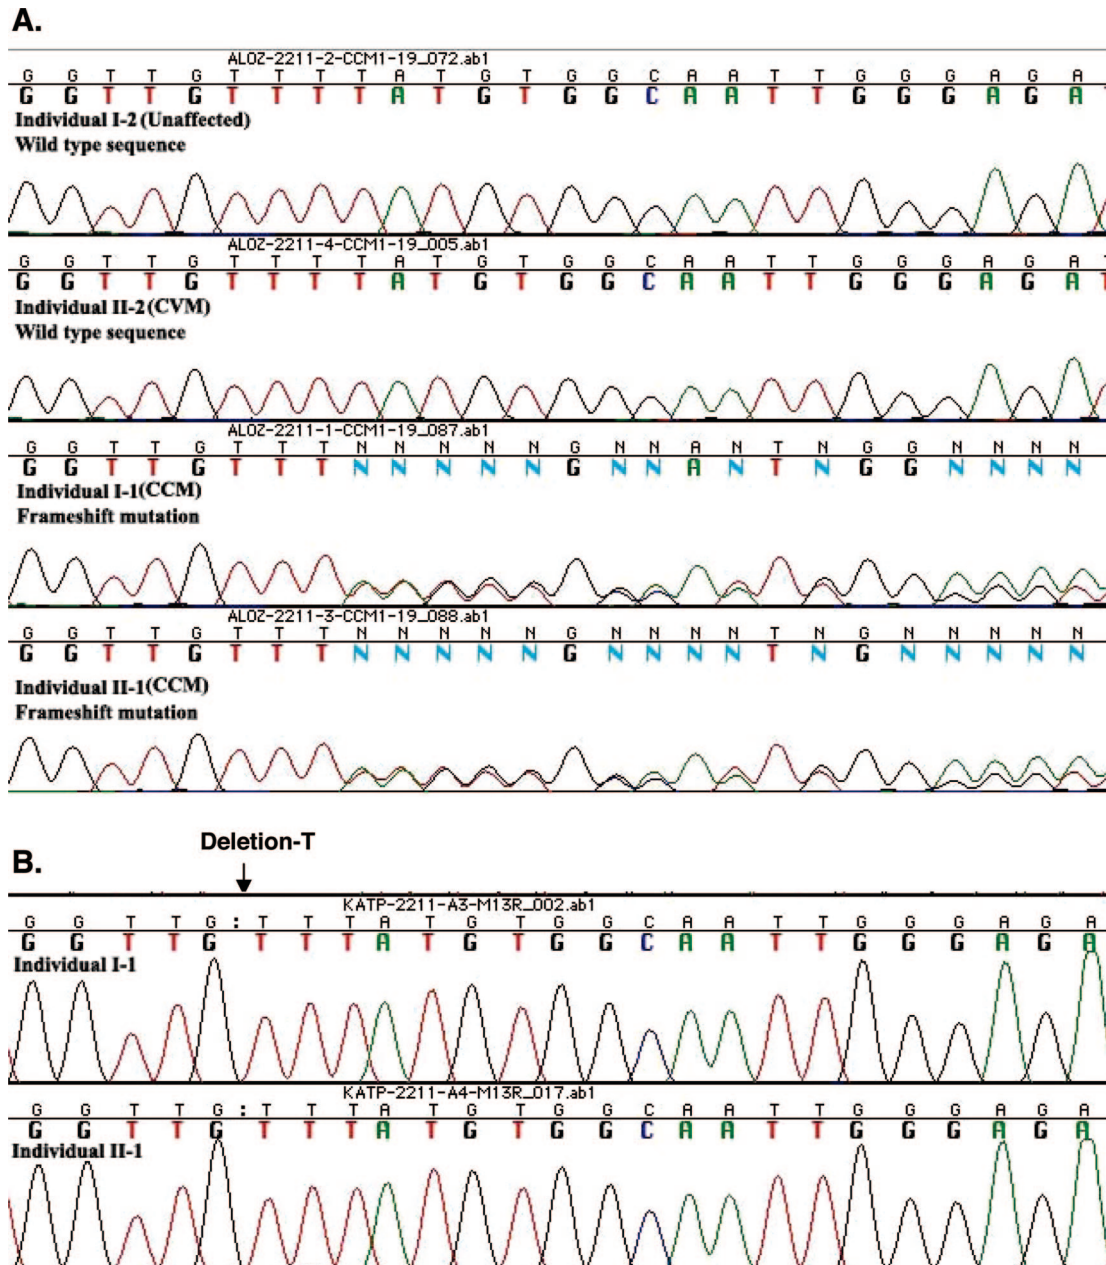 A.
ALOZ-2211-2-CCM1-19_072.ab1
G G T T G T T T T A T G T G G C A A T T G G G A G A
G G T T G T T T T A T G T G G C A A T T G G G A G A
Individual I-2 (Unaffected)
Wild type sequence
ALOZ-2211-4-CCM1-19_005.ab1
G G T T G T T T T A T G T G G C A A T T G G G A G A T
G G T T G T T T T A T G T G G C A A T T G G G A G A T
Individual II-2 (CVM)
Wild type sequence
ALOZ-2211-1-CCM1-19_087.ab1
G G T T G T T T N N N N N G N N A N T N G G N N N N
G G T T G T T T N N N N N G N N A N T N G G N N N N
Individual I-1 (CCM)
Frameshift mutation
ALOZ-2211-3-CCM1-19_088.ab1
G G T T G T T T N N N N N G N N N N T N G N N N N N
G G T T G T T T N N N N N G N N N N T N G N N N N N
Individual II-1 (CCM)
Frameshift mutation
B.
Deletion-T
KATP-2211-A3-M13R_002.ab1
G G T T G : T T T A T G T G G C A A T T G G G A G A
G G T T G T T T A T G T G G C A A T T G G G A G A
Individual I-1
KATP-2211-A4-M13R_017.ab1
G G T T G : T T T A T G T G G C A A T T G G G A G A
G G T T G T T T A T G T G G C A A T T G G G A G A
Individual II-1